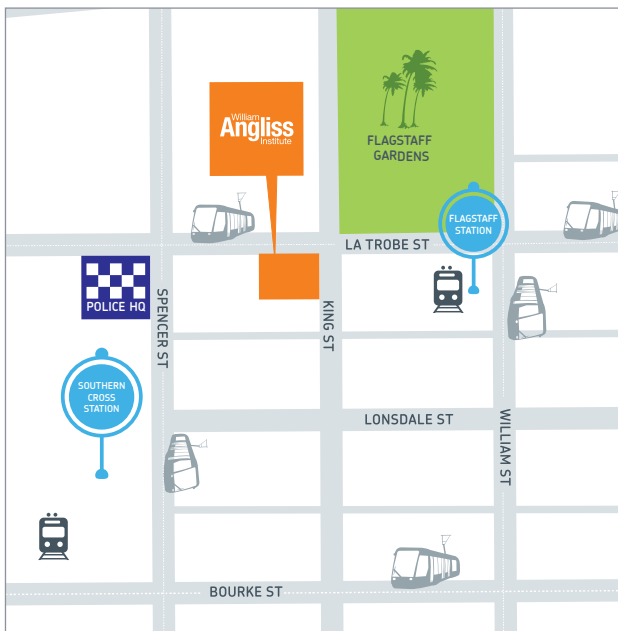 William
Angliss
Institute
FLAGSTAFF
GARDENS
FLAGSTAFF
STATION
LA TROBE ST
POLICE HQ
SPENCER ST
KING ST
SOUTHERN
CROSS
STATION
LONSDALE ST
WILLIAM ST
BOURKE ST